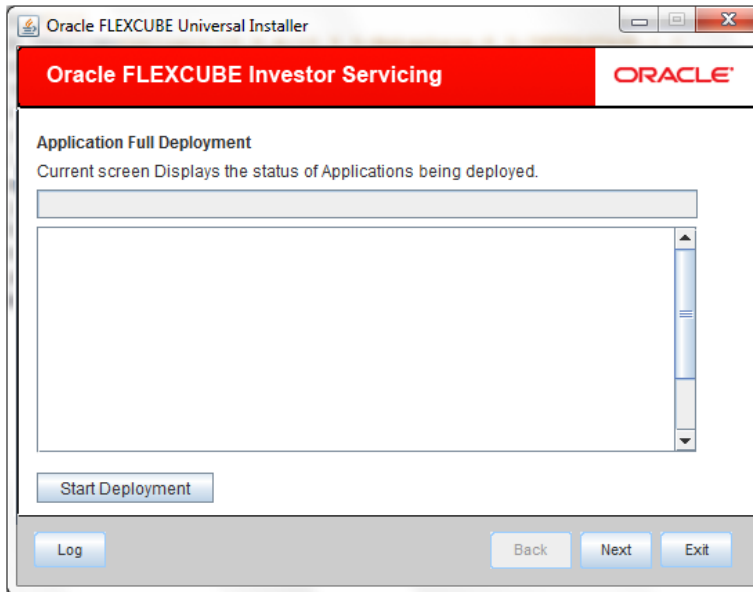 Oracle FLEXCUBE Universal Installer
Oracle FLEXCUBE Investor Servicing
ORACLE
Application Full Deployment
Current screen Displays the status of Applications being deployed.
Start Deployment
Log
Back
Next
Exit